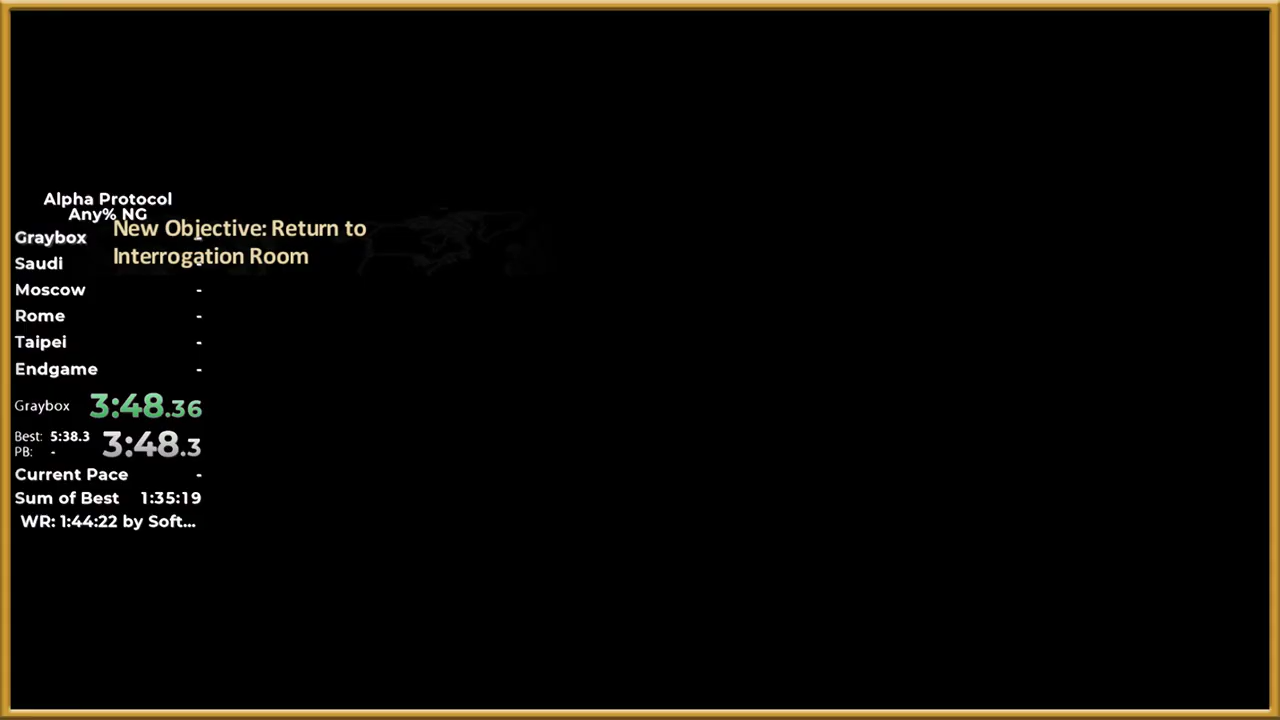 Alpha Protocol
Any% NG
New Objective: Return to
Graybox
Interrogation Room
Saudi
Moscow -
Rome -
Taipei -
Endgame -
Graybox 3:48.36
Best: 5:38.3 3:48.3
PB: -
Current Pace -
Sum of Best 1:35:19
WR: 1:44:22 by Soft...